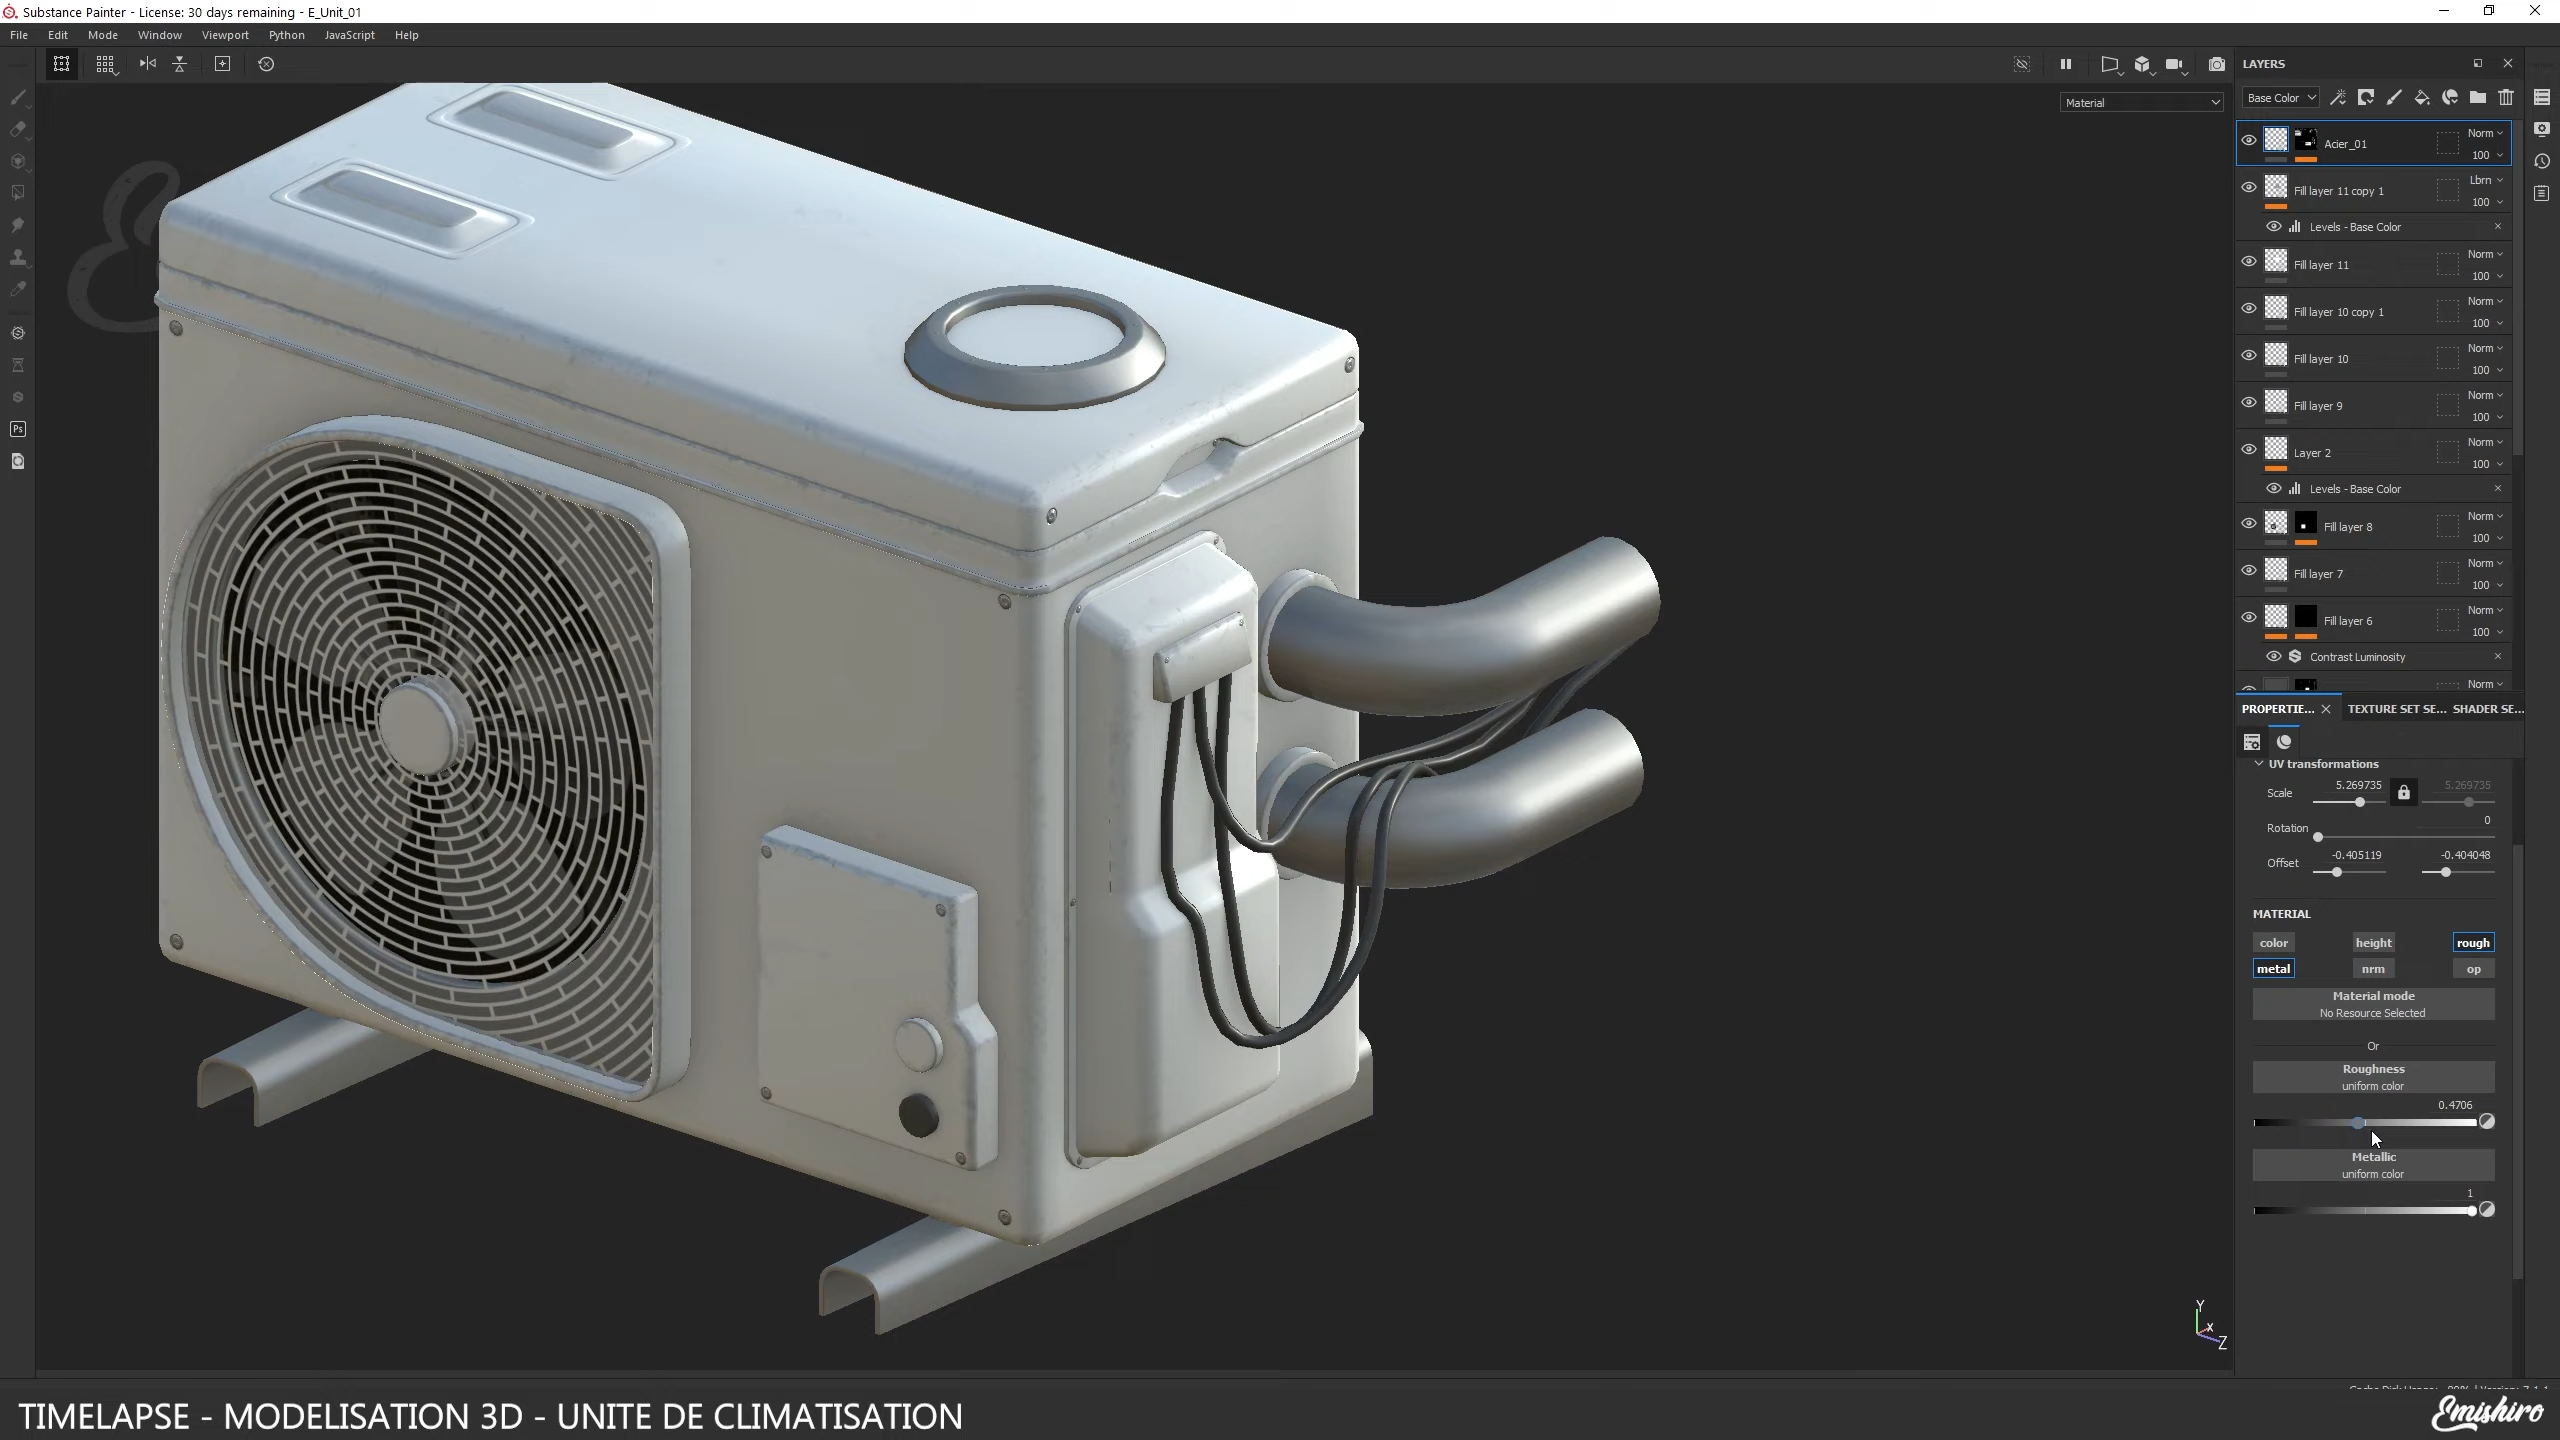 Substance Painter - License: 30 days remaining - E_Unit_01
File Edit Mode Window Viewport Python JavaScript Help
Material
LAYERS
Base Color
Acier_01 Norm 100
Fill layer 11 copy 1 Lbrn 100
Levels - Base Color
Fill layer 11 Norm 100
Fill layer 10 copy 1 Norm 100
Fill layer 10 Norm 100
Fill layer 9 Norm 100
Layer 2 Norm 100
Levels - Base Color
Fill layer 8 Norm 100
Fill layer 7 Norm 100
Fill layer 6 Norm 100
Contrast Luminosity
Norm
PROPERTIE... TEXTURE SET SE... SHADER SE...
UV transformations
Scale 5.269735 5.269735
Rotation 0
Offset -0.405119 -0.404048
MATERIAL
color height rough
metal nrm op
Material mode
No Resource Selected
Or
Roughness
uniform color
0.4706
Metallic
uniform color
1
Ps
Y
X
Z
TIMELAPSE - MODELISATION 3D - UNITE DE CLIMATISATION
Emishiro